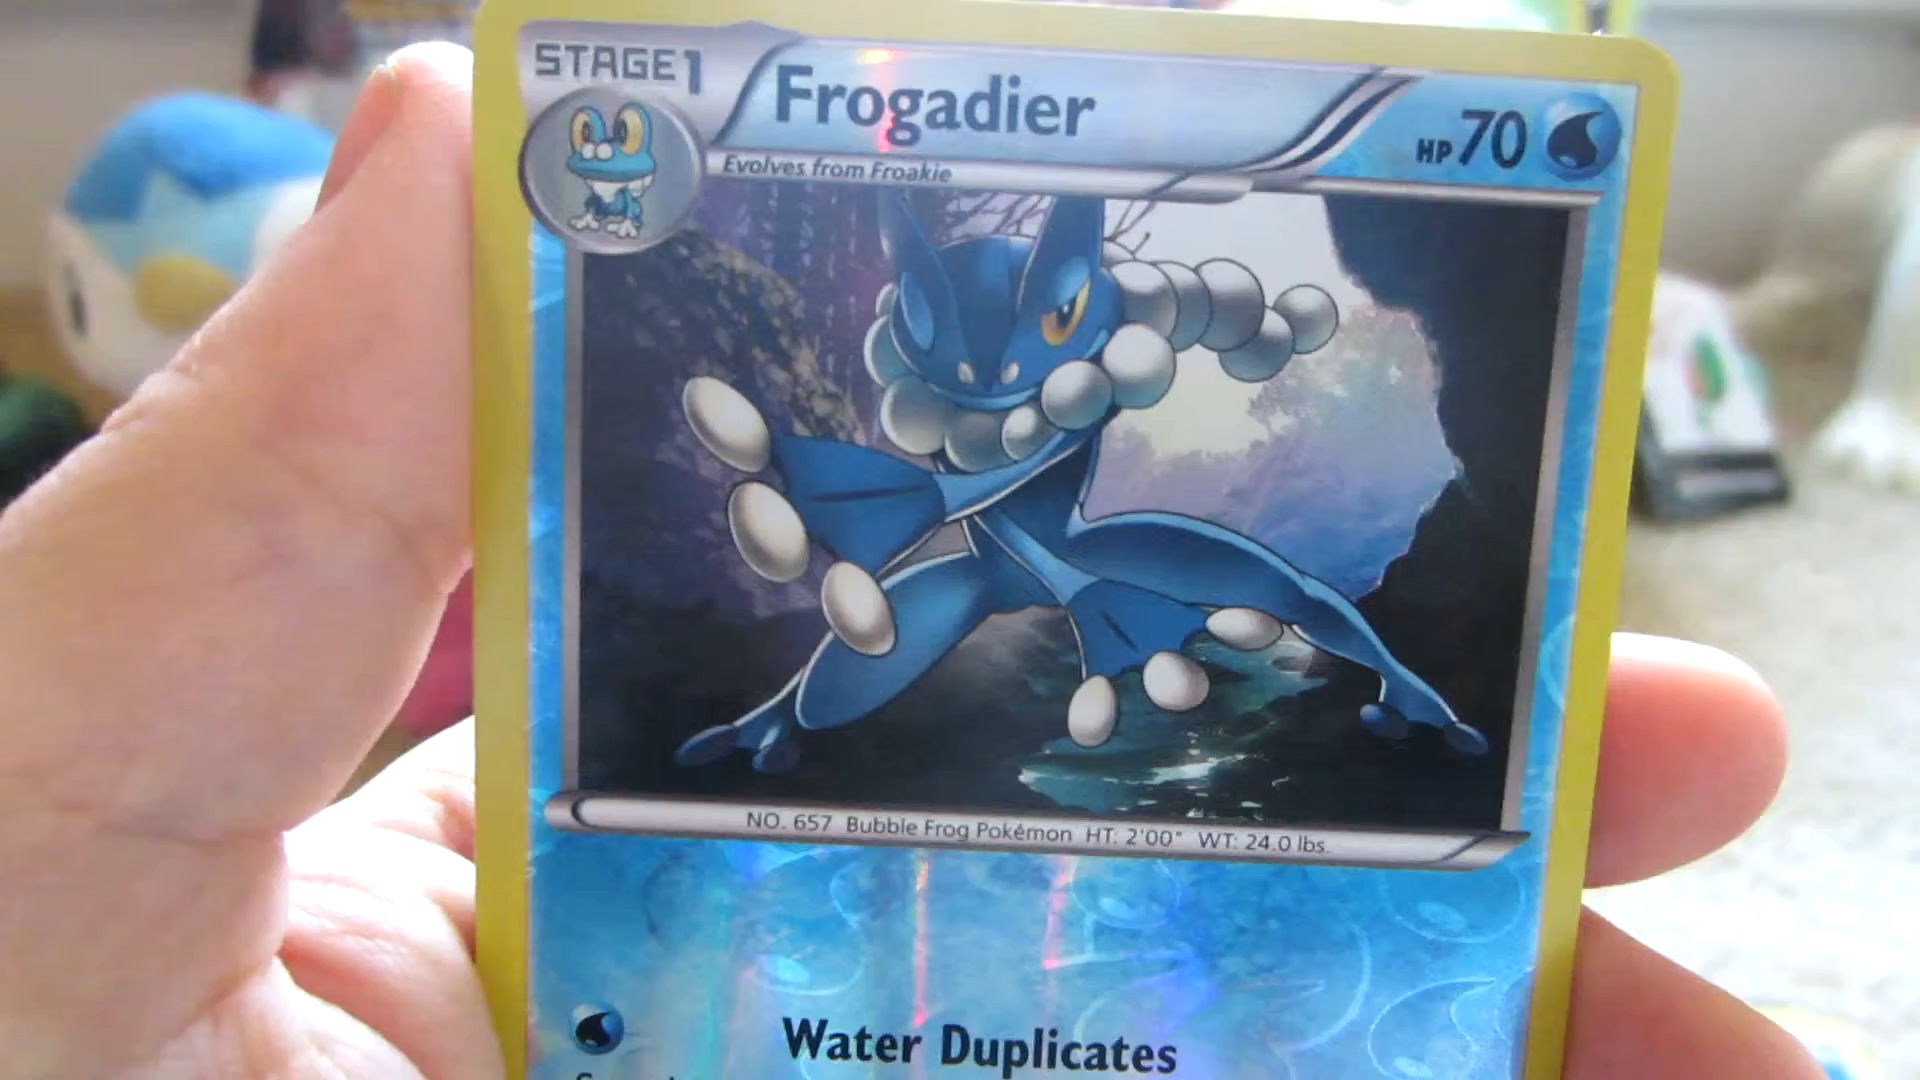 STAGE1
Frogadier
HP70
Evolves from Froakie
NO. 657 Bubble Frog Pokémon HT: 2'00" WT: 24.0 lbs.
Water Duplicates